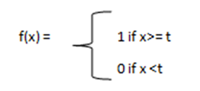 f(x) =
1 if x>= t
0 if x <t